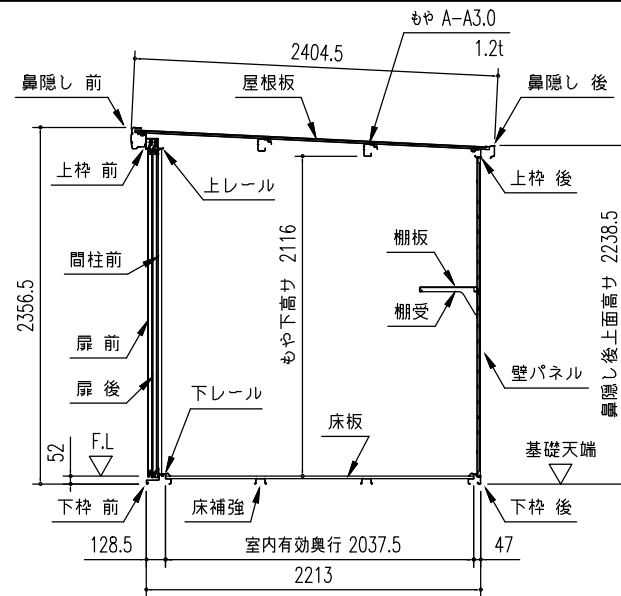 もや A-A3.0
1.2t
2404.5
鼻隠し 前
屋根板
鼻隠し 後
上枠 前
上レール
上枠 後
間柱前
もや下高サ 2116
棚板
棚受
鼻隠し後上面高サ 2238.5
2356.5
扉 前
扉 後
壁パネル
下レール
床板
F.L
52
基礎天端
下枠 前
床補強
下枠 後
128.5
室内有効奥行 2037.5
47
2213